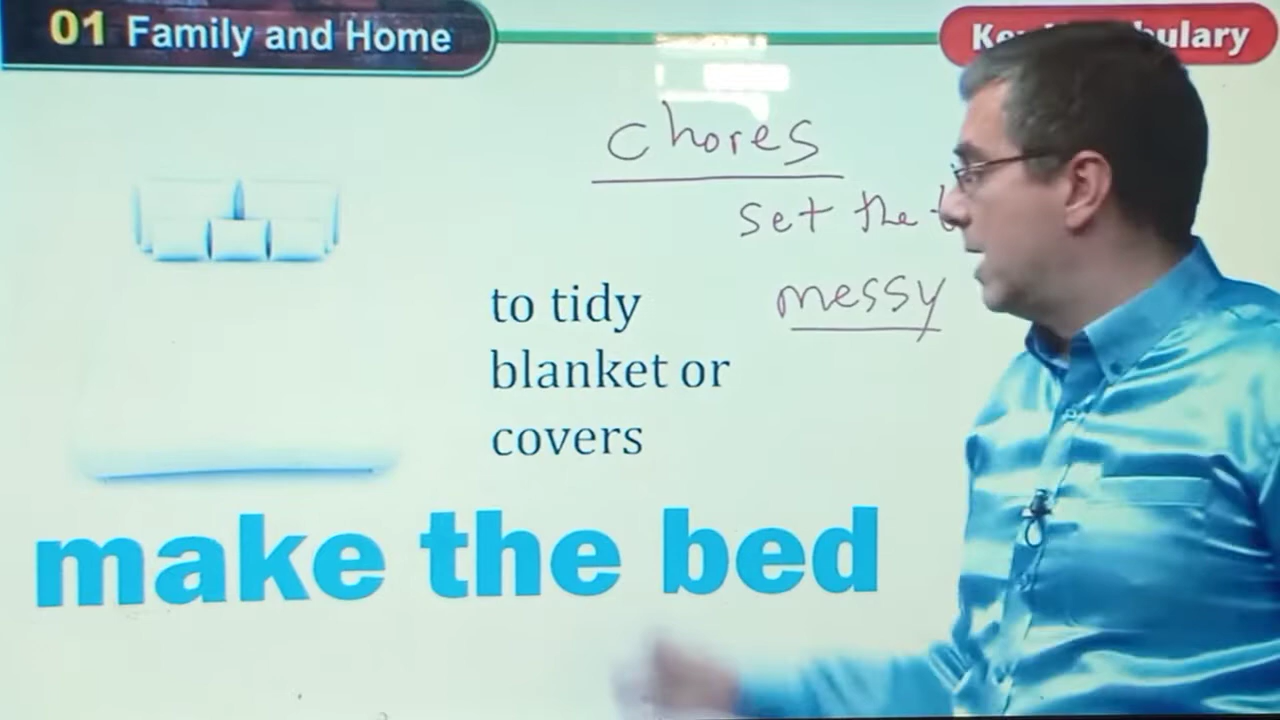 01 Family and Home
chores
set the
messy
to tidy
blanket or
covers
make the bed